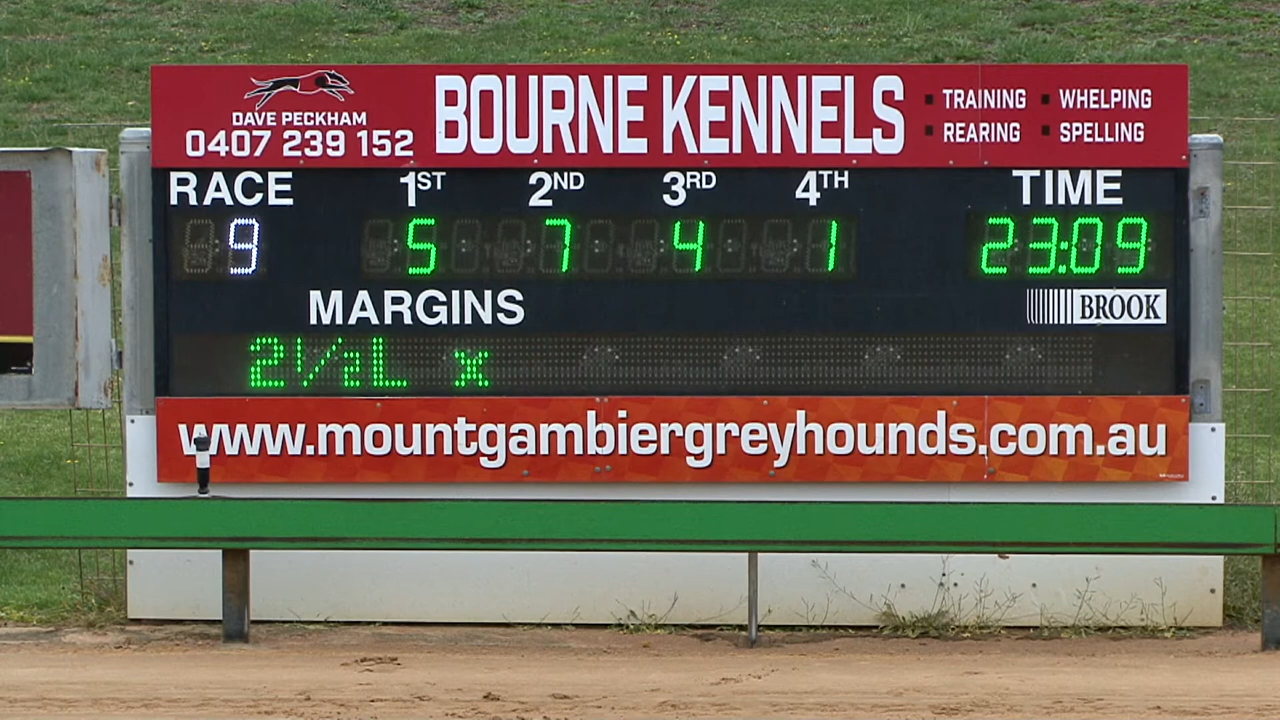 BOURNE KENNELS
DAVE PECKHAM
0407 239 152
TRAINING WHELPING
REARING SPELLING
RACE 1ST 2ND 3RD 4TH TIME
9 5 7 4 1 23:09
MARGINS
BROOK
2½L x
www.mountgambiergreyhounds.com.au